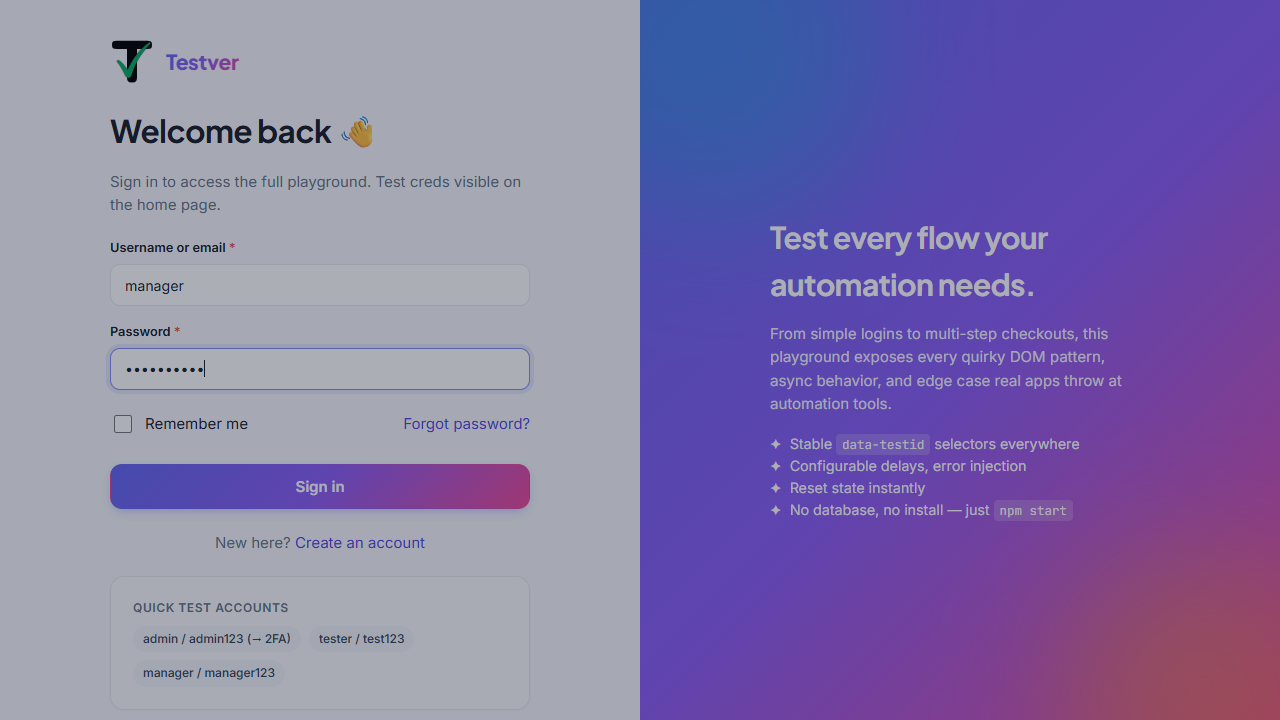 Testver
Welcome back 👋
Sign in to access the full playground. Test creds visible on
the home page.
Username or email *
manager
Password *
••••••••••
Remember me
Forgot password?
Sign in
New here? Create an account
QUICK TEST ACCOUNTS
admin / admin123 (→ 2FA)
tester / test123
manager / manager123
Test every flow your
automation needs.
From simple logins to multi-step checkouts, this
playground exposes every quirky DOM pattern,
async behavior, and edge case real apps throw at
automation tools.
✦ Stable data-testid selectors everywhere
✦ Configurable delays, error injection
✦ Reset state instantly
✦ No database, no install — just npm start